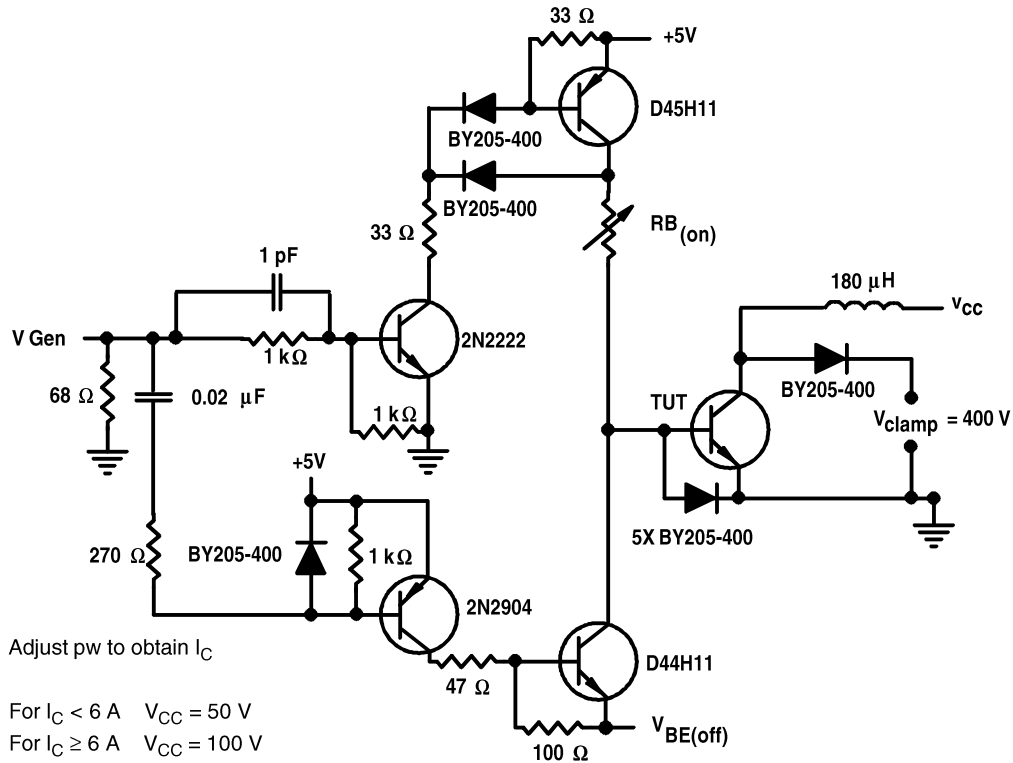 33 Ω
+5V
D45H11
BY205-400
BY205-400
33 Ω
RB(on)
1 pF
180 μH
vCC
V Gen
2N2222
1 kΩ
BY205-400
68 Ω
0.02 μF
TUT
1 kΩ
Vclamp = 400 V
+5V
5X BY205-400
270 Ω
BY205-400
1 kΩ
2N2904
Adjust pw to obtain IC
D44H11
47 Ω
For IC < 6 A VCC = 50 V
VBE(off)
For IC ≥ 6 A VCC = 100 V
100 Ω